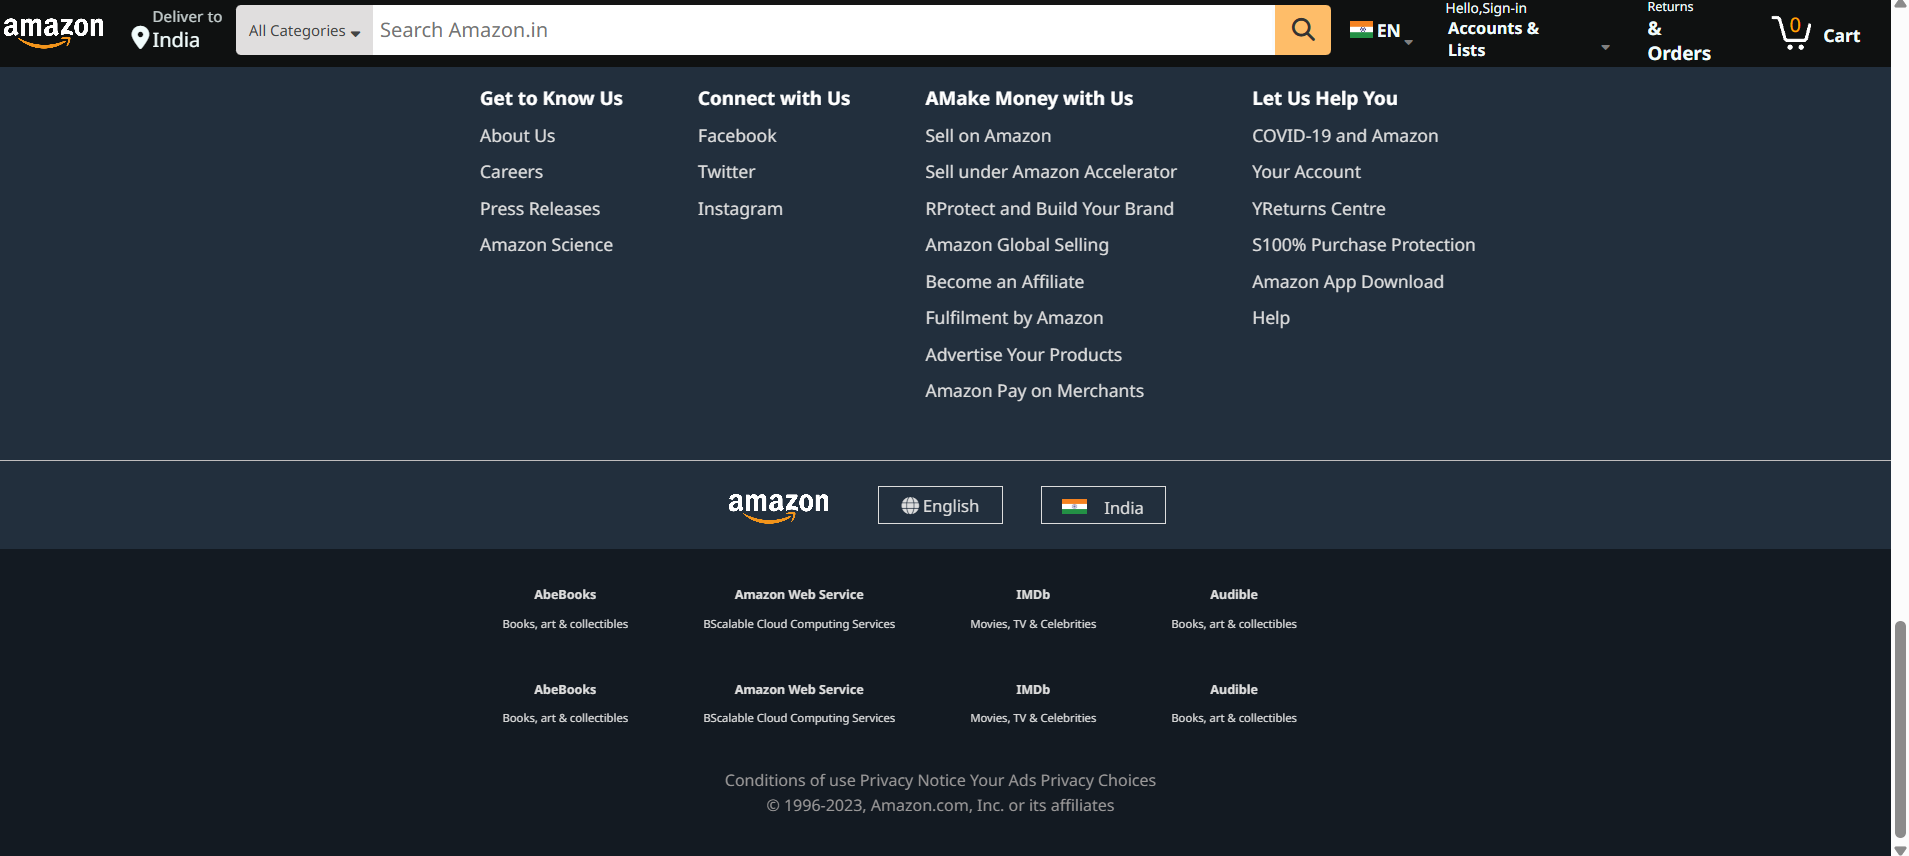 amazon
Deliver to
India
All Categories
Search Amazon.in
EN
Hello,Sign-in
Accounts &
Lists
Returns
&
Orders
0
Cart
Get to Know Us
About Us
Careers
Press Releases
Amazon Science
Connect with Us
Facebook
Twitter
Instagram
AMake Money with Us
Sell on Amazon
Sell under Amazon Accelerator
RProtect and Build Your Brand
Amazon Global Selling
Become an Affiliate
Fulfilment by Amazon
Advertise Your Products
Amazon Pay on Merchants
Let Us Help You
COVID-19 and Amazon
Your Account
YReturns Centre
S100% Purchase Protection
Amazon App Download
Help
amazon
English
India
AbeBooks
Books, art & collectibles
Amazon Web Service
BScalable Cloud Computing Services
IMDb
Movies, TV & Celebrities
Audible
Books, art & collectibles
AbeBooks
Books, art & collectibles
Amazon Web Service
BScalable Cloud Computing Services
IMDb
Movies, TV & Celebrities
Audible
Books, art & collectibles
Conditions of use Privacy Notice Your Ads Privacy Choices
© 1996-2023, Amazon.com, Inc. or its affiliates